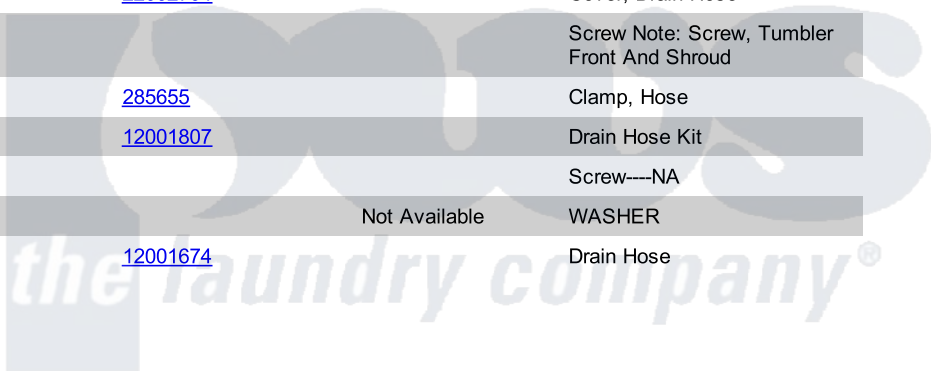 Screw Note: Screw, Tumbler
Front And Shroud
285655 Clamp, Hose
12001807 Drain Hose Kit
Screw----NA
Not Available WASHER
12001674 Drain Hose
the laundry company®